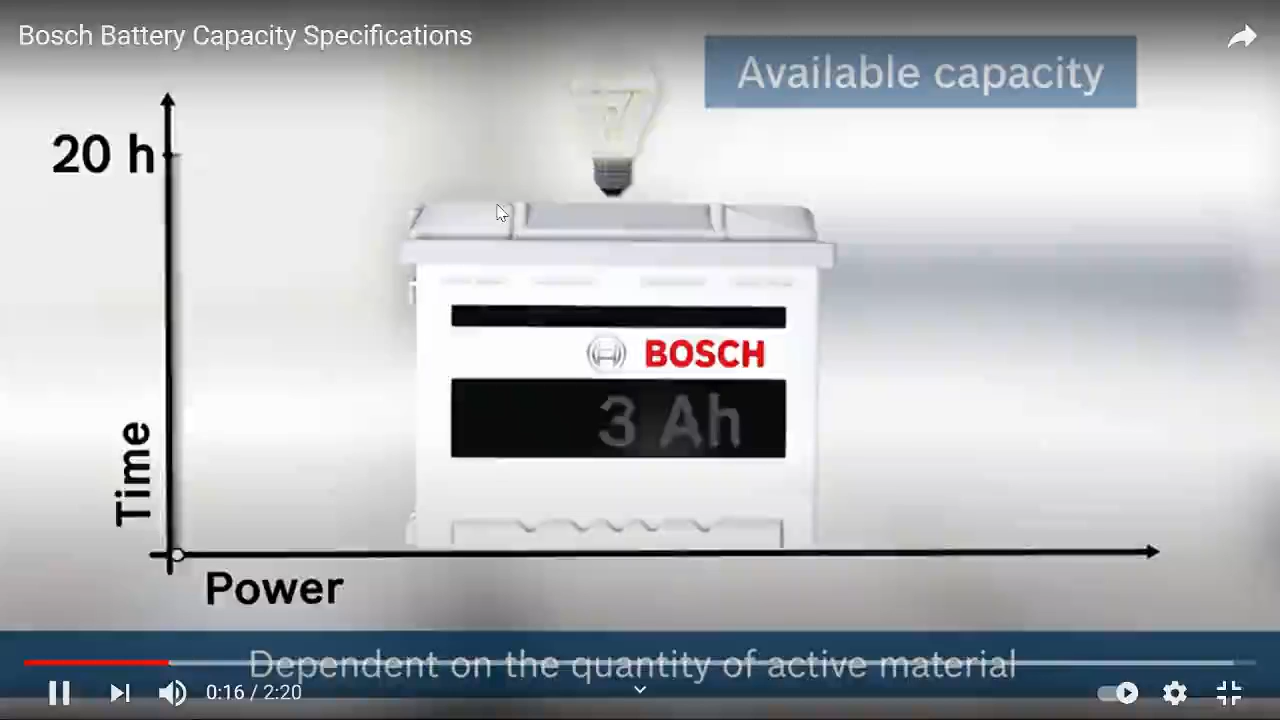 Bosch Battery Capacity Specifications
Available capacity
20 h
BOSCH
3 Ah
Time
Power
Dependent on the quantity of active material
0:16 / 2:20